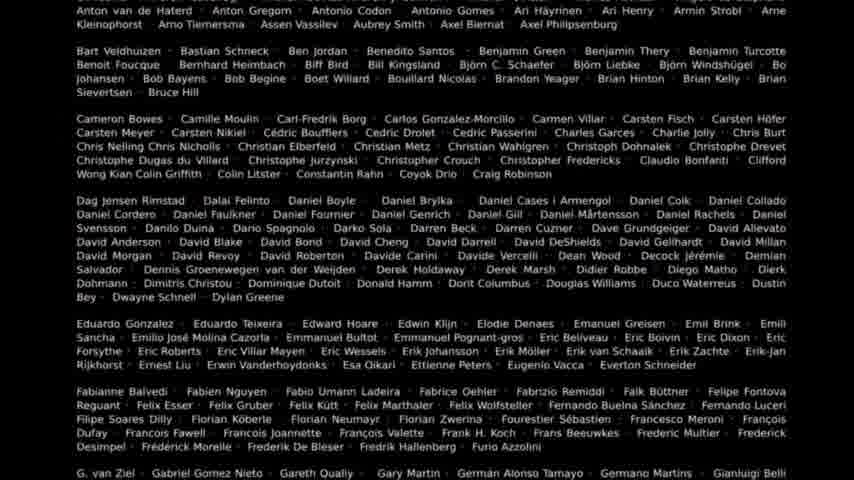 Anton van de Haterd · Anton Gregom · Antonio Codon · Antonio Gomes · Ari Häyrinen · Ari Henry · Armin Strobl · Arne
Kleinophorst · Arno Tiemersma · Assen Vassilev · Aubrey Smith · Axel Biernat · Axel Philipsenburg
Bart Veldhuizen · Bastian Schneck · Ben Jordan · Benedito Santos · Benjamin Green · Benjamin Thery · Benjamin Turcotte
Benoit Foucque · Bernhard Heimbach · Biff Bird · Bill Kingsland · Björn C. Schaefer · Björn Liebke · Björn Windshügel · Bo
Johansen · Bob Bayens · Bob Begine · Boet Willard · Bouillard Nicolas · Brandon Yeager · Brian Hinton · Brian Kelly · Brian
Sievertsen · Bruce Hill
Cameron Bowes · Camille Moulin · Carl-Fredrik Borg · Carlos Gonzalez-Morcillo · Carmen Villar · Carsten Fisch · Carsten Höfer
Carsten Meyer · Carsten Nikiel · Cédric Boufflers · Cedric Drolet · Cedric Passerini · Charles Garces · Charlie Jolly · Chris Burt
Chris Nelling Chris Nicholls · Christian Elberfeld · Christian Metz · Christian Wahlgren · Christoph Dohnalek · Christophe Drevet
Christophe Dugas du Villard · Christophe Jurzynski · Christopher Crouch · Christopher Fredericks · Claudio Bonfanti · Clifford
Wong Kian Colin Griffith · Colin Litster · Constantin Rahn · Coyok Drio · Craig Robinson
Dag Jensen Rimstad · Dalai Felinto · Daniel Boyle · Daniel Brylka · Daniel Cases i Armengol · Daniel Coik · Daniel Collado
Daniel Cordero · Daniel Faulkner · Daniel Fournier · Daniel Genrich · Daniel Gill · Daniel Mårtensson · Daniel Rachels · Daniel
Svensson · Danilo Duina · Dario Spagnolo · Darko Sola · Darren Beck · Darren Cuzner · Dave Grundgeiger · David Allevato
David Anderson · David Blake · David Bond · David Cheng · David Darrell · David DeShields · David Gellhardt · David Millan
David Morgan · David Revoy · David Roberton · Davide Carini · Davide Vercelli · Dean Wood · Decock Jérémie · Demian
Salvador · Dennis Groenewegen van der Weijden · Derek Holdaway · Derek Marsh · Didier Robbe · Diego Matho · Dierk
Dohmann · Dimitris Christou · Dominique Dutoit · Donald Hamm · Dorit Columbus · Douglas Williams · Duco Waterreus · Dustin
Bey · Dwayne Schnell · Dylan Greene
Eduardo Gonzalez · Eduardo Teixeira · Edward Hoare · Edwin Klijn · Elodie Denaes · Emanuel Greisen · Emil Brink · Emili
Sancha · Emilio José Molina Cazorla · Emmanuel Bultot · Emmanuel Pognant-gros · Eric Beliveau · Eric Boivin · Eric Dixon · Eric
Forsythe · Eric Roberts · Eric Villar Mayen · Eric Wessels · Erik Johansson · Erik Möller · Erik van Schaaik · Erik Zachte · Erik-Jan
Rijkhorst · Ernest Liu · Erwin Vanderhoydonks · Esa Oikari · Ettienne Peters · Eugenio Vacca · Everton Schneider
Fabianne Balvedi · Fabien Nguyen · Fabio Umann Ladeira · Fabrice Oehler · Fabrizio Remiddi · Falk Büttner · Felipe Fontova
Reguant · Felix Esser · Felix Gruber · Felix Kütt · Felix Marthaler · Felix Wolfsteller · Fernando Buelna Sánchez · Fernando Luceri
Filipe Soares Dilly · Florian Köberle · Florian Neumayr · Florian Zwerina · Fourestier Sébastien · Francesco Meroni · François
Dufay · Francois Fawell · Francois Joannette · François Valette · Frank H. Koch · Frans Beeuwkes · Frederic Multier · Frederick
Desimpel · Fréderic Morelle · Frederik De Bleser · Fredrik Hallenberg · Furio Azzolini
G. van Ziel · Gabriel Gomez Nieto · Gareth Qually · Gary Martin · Germán Alonso Tamayo · Germano Martins · Gianluigi Belli